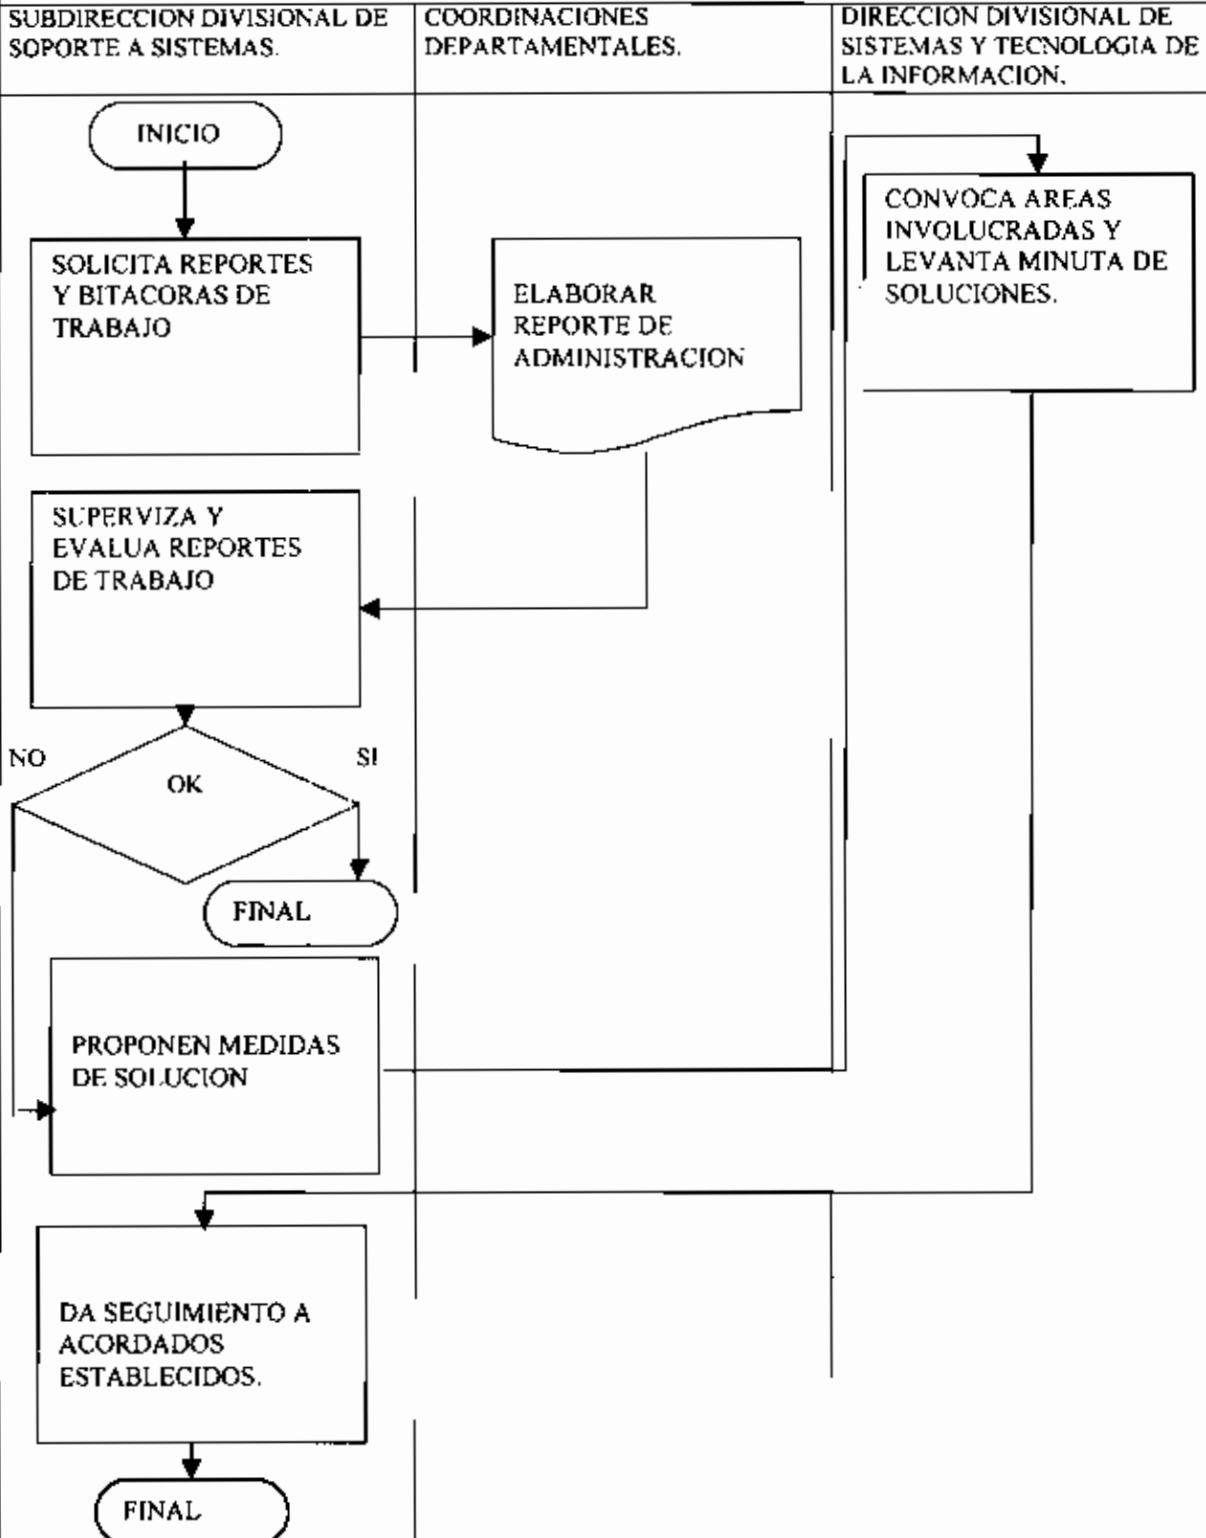 SUBDIRECCION DIVISIONAL DE
SOPORTE A SISTEMAS.
COORDINACIONES
DEPARTAMENTALES.
DIRECCION DIVISIONAL DE
SISTEMAS Y TECNOLOGIA DE
LA INFORMACION.
INICIO
SOLICITA REPORTES
Y BITACORAS DE
TRABAJO
ELABORAR
REPORTE DE
ADMINISTRACION
CONVOCA AREAS
INVOLUCRADAS Y
LEVANTA MINUTA DE
SOLUCIONES.
SUPERVIZA Y
EVALUA REPORTES
DE TRABAJO
NO
SI
OK
FINAL
PROPONEN MEDIDAS
DE SOLUCION
DA SEGUIMIENTO A
ACORDADOS
ESTABLECIDOS.
FINAL